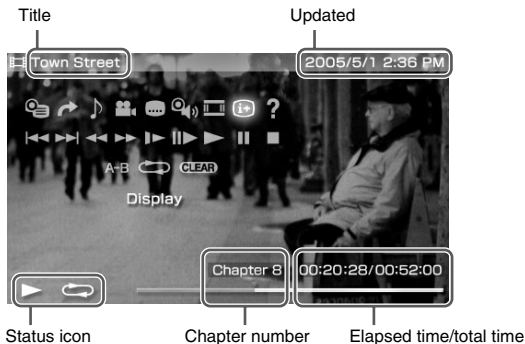 Title Updated
Town Street 2005/5/1 2:36 PM
i+ ?
A-B CLEAR
Display
Chapter 8 00:20:28/00:52:00
Status icon Chapter number Elapsed time/total time